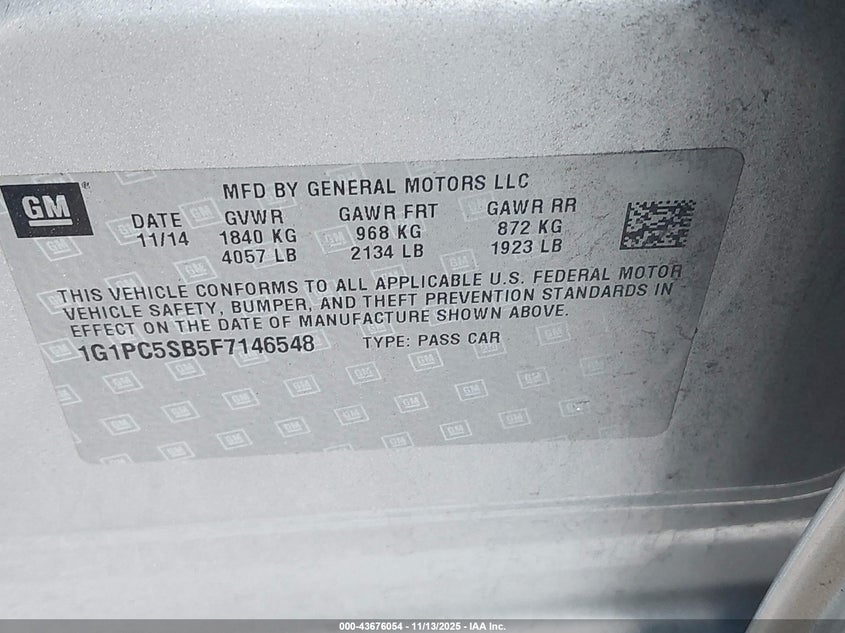 GM
MFD BY GENERAL MOTORS LLC
DATE GVWR GAWR FRT GAWR RR
11/14 1840 KG 968 KG 872 KG
4057 LB 2134 LB 1923 LB
THIS VEHICLE CONFORMS TO ALL APPLICABLE U.S. FEDERAL MOTOR
VEHICLE SAFETY, BUMPER, AND THEFT PREVENTION STANDARDS IN
EFFECT ON THE DATE OF MANUFACTURE SHOWN ABOVE.
1G1PC5SB5F7146548 TYPE: PASS CAR
000-43676054 - 11/13/2025 - IAA Inc.